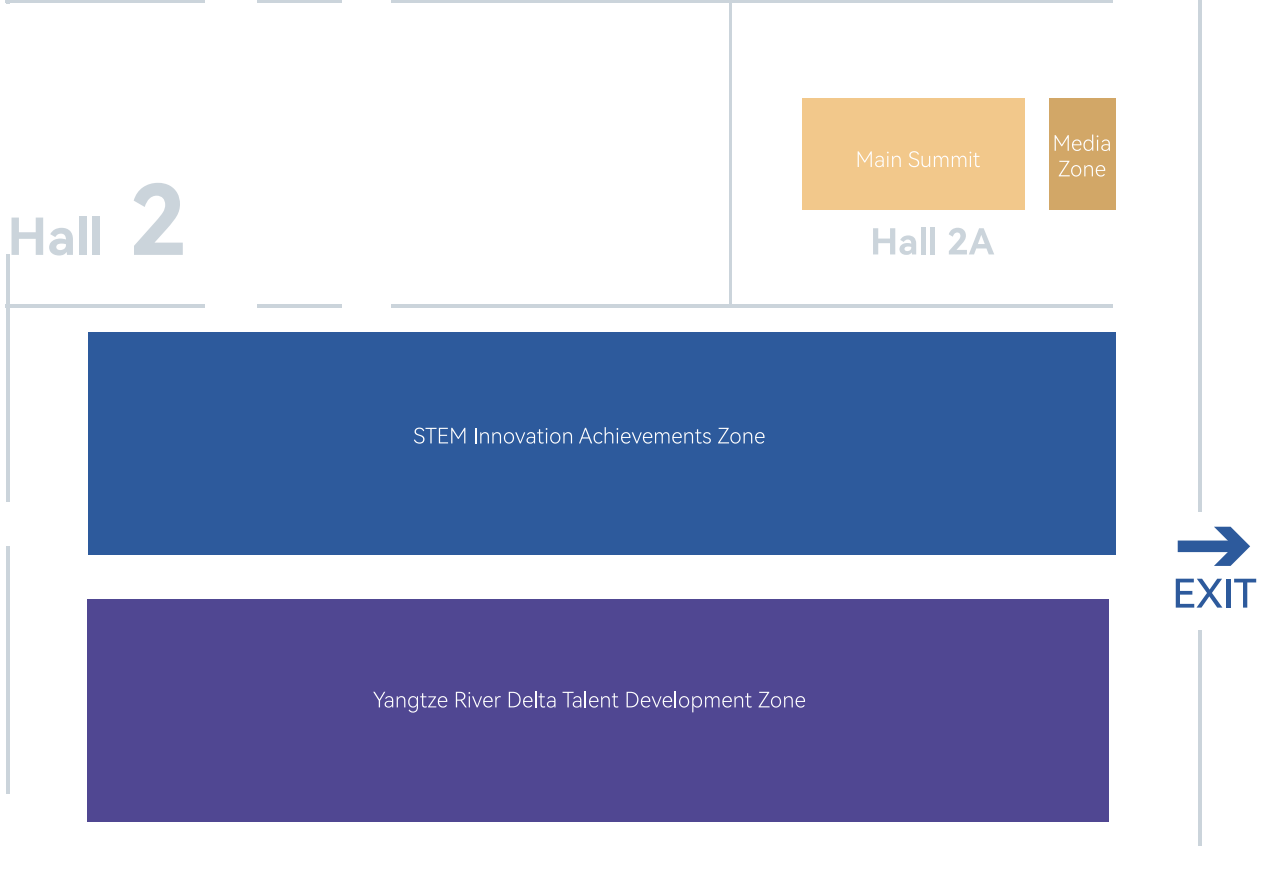 Main Summit
Media
Zone
Hall 2
Hall 2A
STEM Innovation Achievements Zone
EXIT
Yangtze River Delta Talent Development Zone